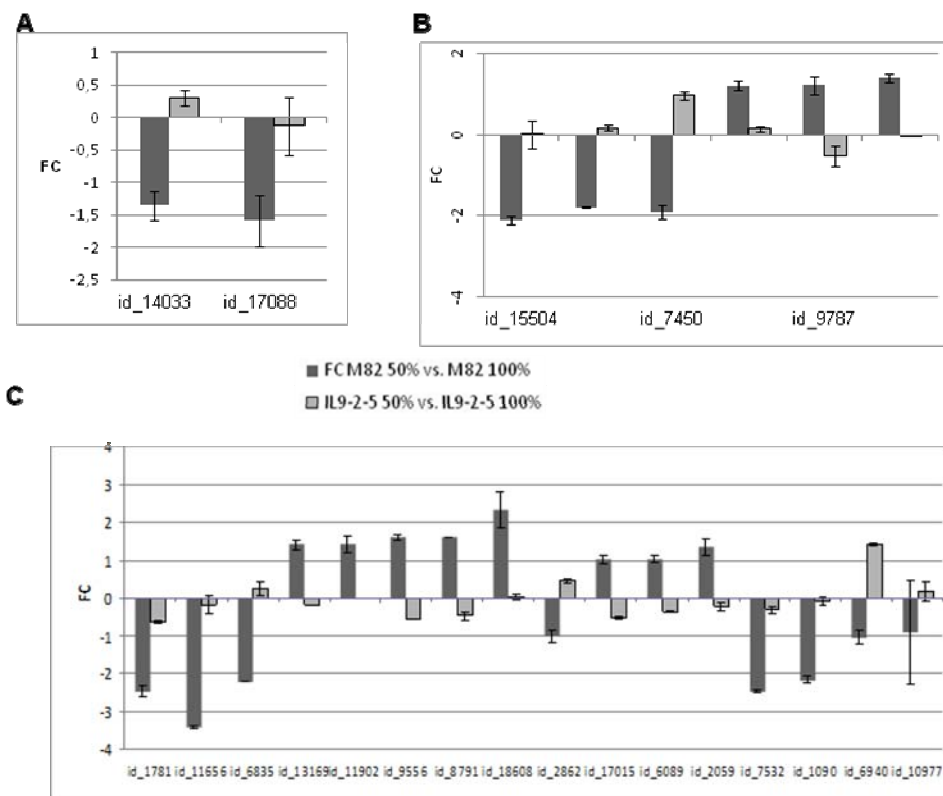 A
1
0,5
0
-0,5
-1
-1,5
-2
-2,5
FC
id_14033 id_17088
B
2
0
-2
-4
FC
id_15504 id_7450 id_9787
FC M82 50% vs. M82 100%
IL9-2-5 50% vs. IL9-2-5 100%
C
4
3
2
1
0
-1
-2
-3
-4
FC
id_1781 id_11656 id_6835 id_13169 id_11902 id_9556 id_8791 id_18608 id_2862 id_17015 id_6089 id_2059 id_7532 id_1090 id_6940 id_10977